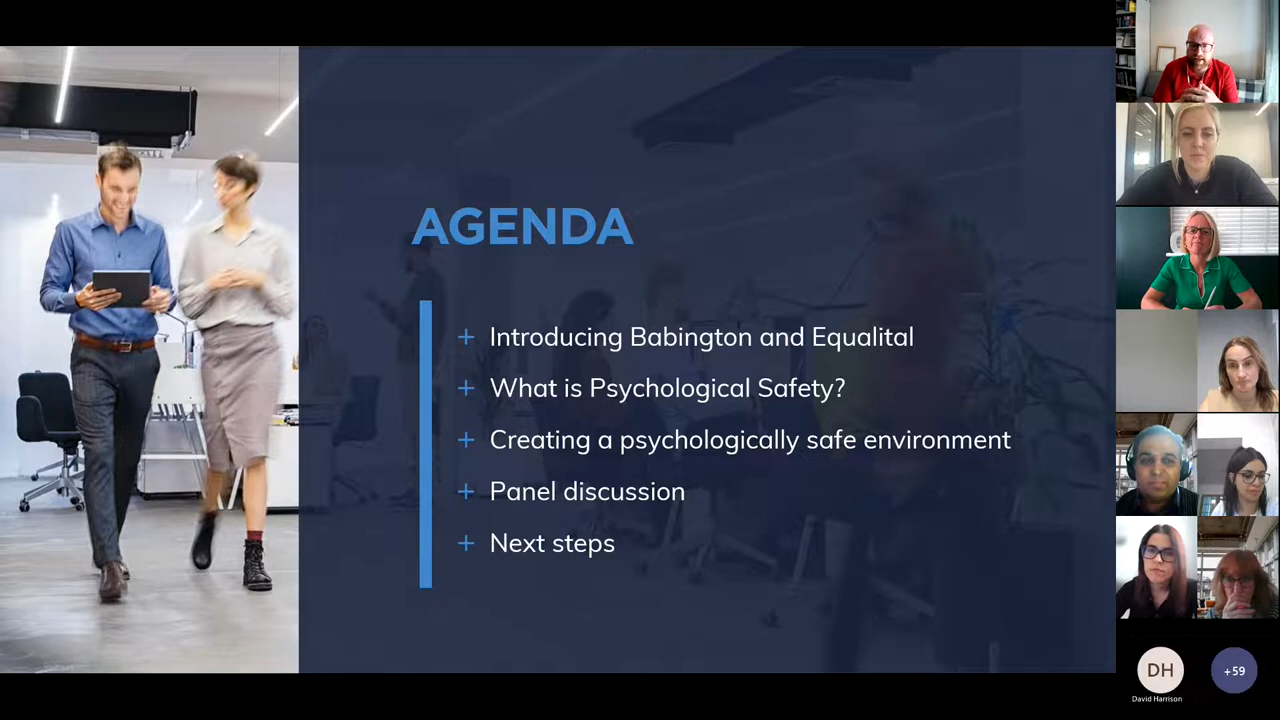 AGENDA
+ Introducing Babington and Equalital
+ What is Psychological Safety?
+ Creating a psychologically safe environment
+ Panel discussion
+ Next steps
DH
+59
David Harrison